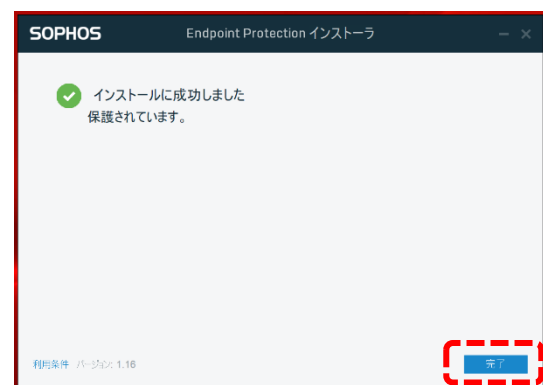 SOPHOS
Endpoint Protection インストーラ
インストールに成功しました
保護されています。
利用条件 バージョン: 1.16
完了